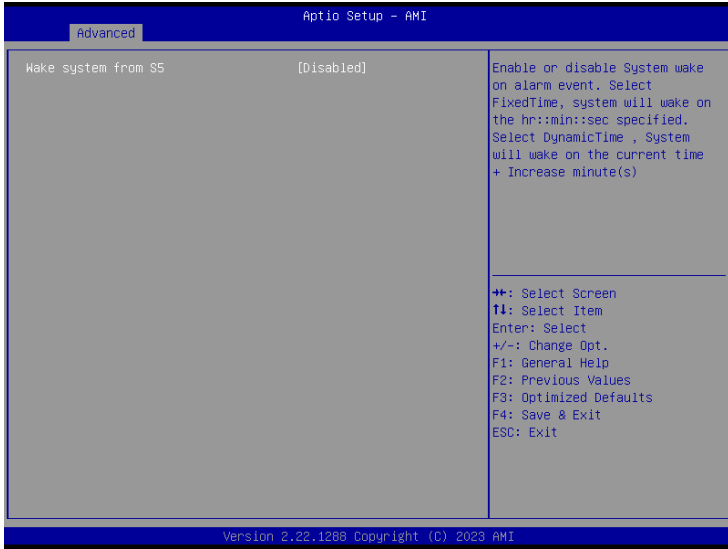 Aptio Setup – AMI
Advanced
Wake system from S5 [Disabled]
Enable or disable System wake
on alarm event. Select
FixedTime, system will wake on
the hr::min::sec specified.
Select DynamicTime , System
will wake on the current time
+ Increase minute(s)
→←: Select Screen
↑↓: Select Item
Enter: Select
+/-: Change Opt.
F1: General Help
F2: Previous Values
F3: Optimized Defaults
F4: Save & Exit
ESC: Exit
Version 2.22.1288 Copyright (C) 2023 AMI